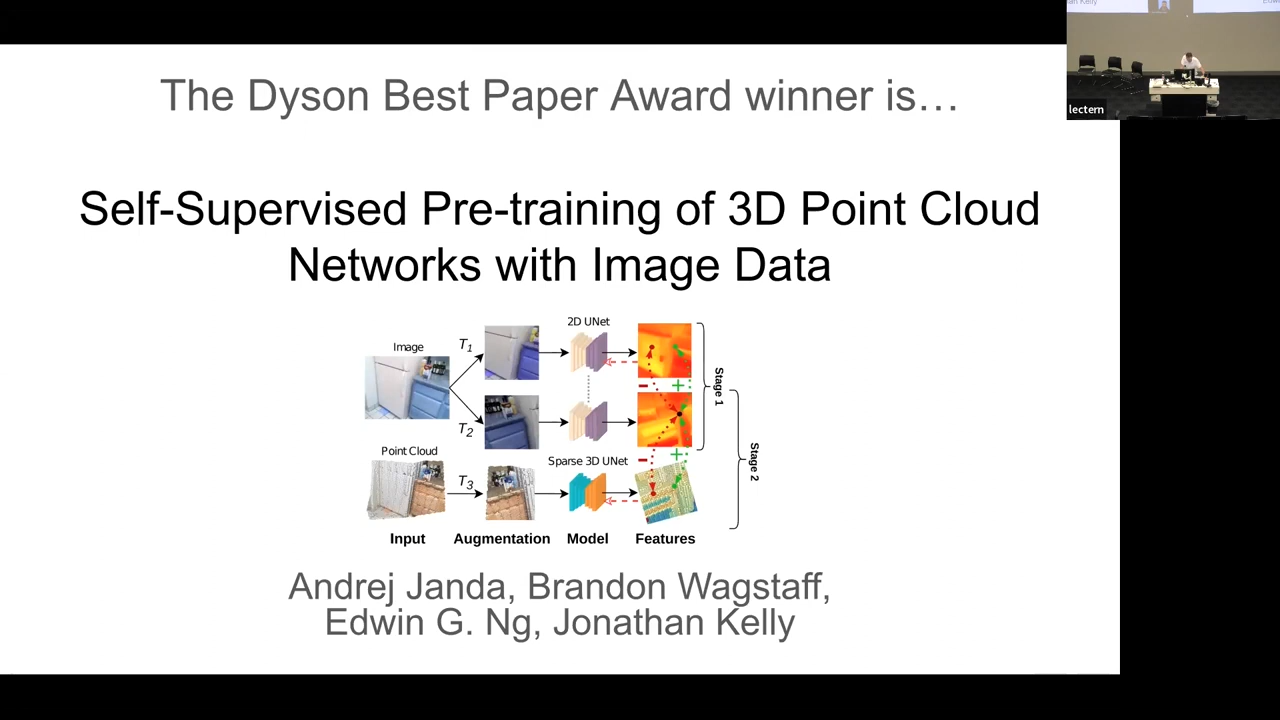 The Dyson Best Paper Award winner is…
Self-Supervised Pre-training of 3D Point Cloud
Networks with Image Data
2D UNet
Image
T1
T2
Stage 1
Point Cloud
Sparse 3D UNet
T3
Stage 2
Input Augmentation Model Features
Andrej Janda, Brandon Wagstaff,
Edwin G. Ng, Jonathan Kelly
lectern